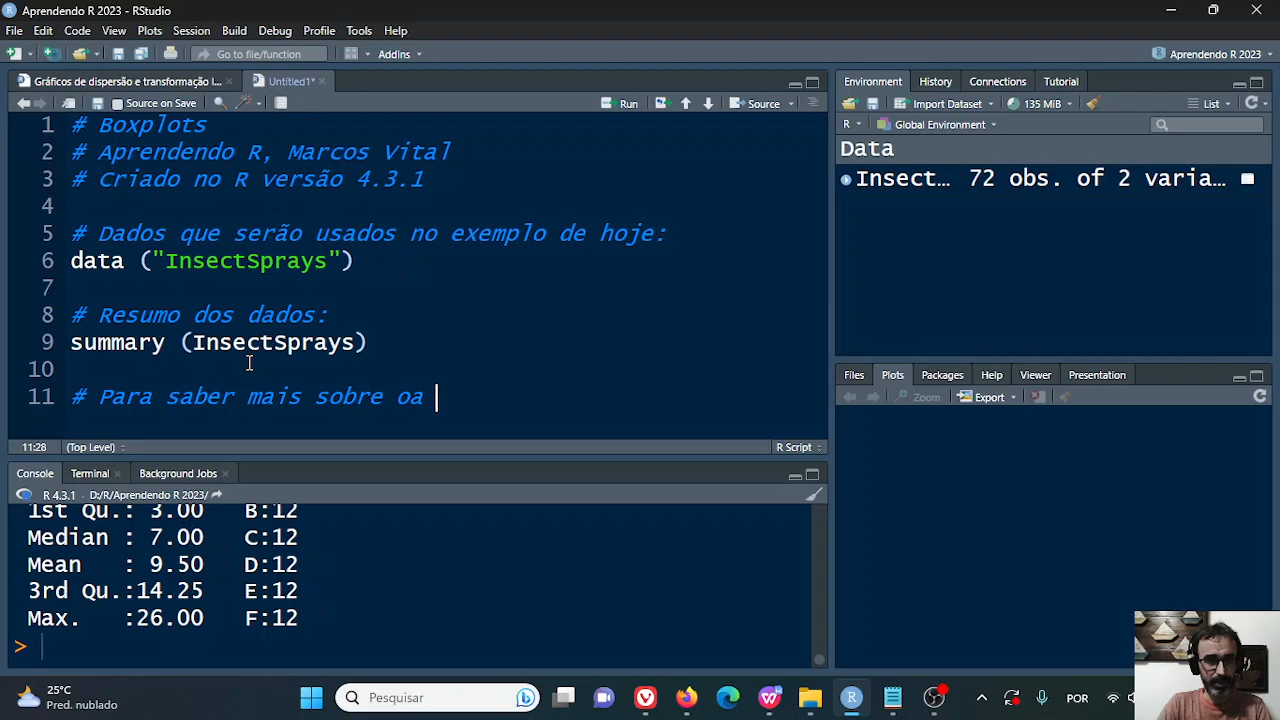 Aprendendo R 2023 - RStudio
File Edit Code View Plots Session Build Debug Profile Tools Help
Go to file/function Addins Aprendendo R 2023
Gráficos de dispersão e transformação l... Untitled1*
Source on Save Run Source
1 # Boxplots
2 # Aprendendo R, Marcos Vital
3 # Criado no R versão 4.3.1
4
5 # Dados que serão usados no exemplo de hoje:
6 data ("InsectSprays")
7
8 # Resumo dos dados:
9 summary (InsectSprays)
10
11 # Para saber mais sobre oa
11:28 (Top Level) R Script
Console Terminal Background Jobs
R 4.3.1 . D:/R/Aprendendo R 2023/
1st Qu.: 3.00 B:12
Median : 7.00 C:12
Mean : 9.50 D:12
3rd Qu.:14.25 E:12
Max. :26.00 F:12
>
Environment History Connections Tutorial
Import Dataset 135 MiB List
R Global Environment
Data
Insect... 72 obs. of 2 varia...
Files Plots Packages Help Viewer Presentation
Zoom Export
25°C
Pred. nublado
Pesquisar
POR